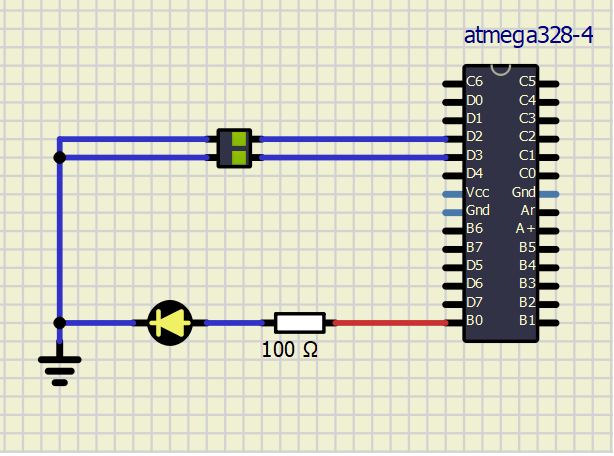 atmega328-4
C6 C5
D0 C4
D1 C3
D2 C2
D3 C1
D4 C0
Vcc Gnd
Gnd Ar
B6 A+
B7 B5
D5 B4
D6 B3
D7 B2
B0 B1
100 Ω